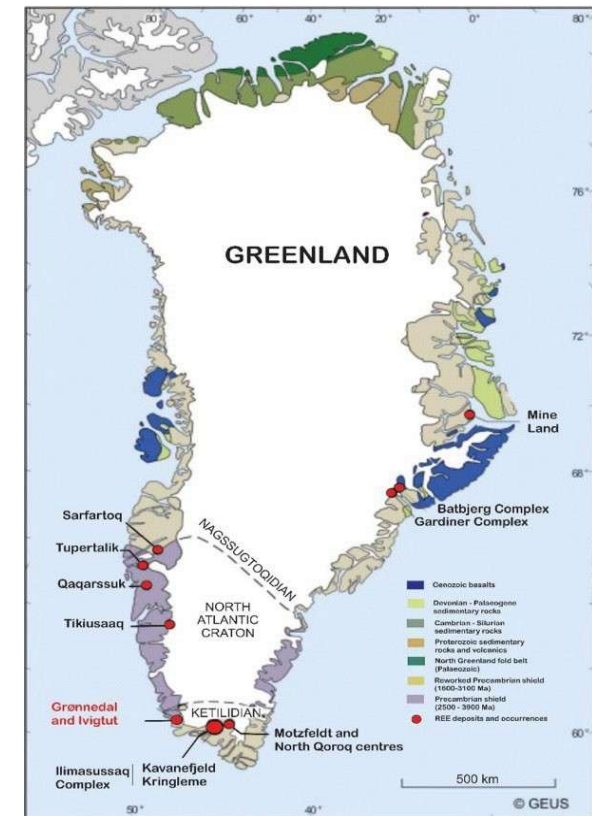 80°
60°
40°
20°
10°
80°
76°
GREENLAND
72°
Mine
Land
68°
Batbjerg Complex
Gardiner Complex
Sarfartoq
NAGSSUGTOQIDIAN
Tupertalik
Qaqarssuk
NORTH
ATLANTIC
CRATON
Tikiusaaq
Cenozoic basalts
Devonian - Palaeogene
sedimentary rocks
Cambrian - Silurian
sedimentary rocks
Proterozoic sedimentary
rocks and volcanics
North Greenland fold belt
(Palaeozoic)
Reworked Precambrian shield
(1600-3100 Ma)
Precambrian shield
(2500 - 3900 Ma)
REE deposits and occurrences
Grønnedal
and Ivigtut
KETILIDIAN
60°
Motzfeldt and
North Qoroq centres
Ilimasussaq
Complex
Kavanefjeld
Kringleme
500 km
50°
40°
© GEUS